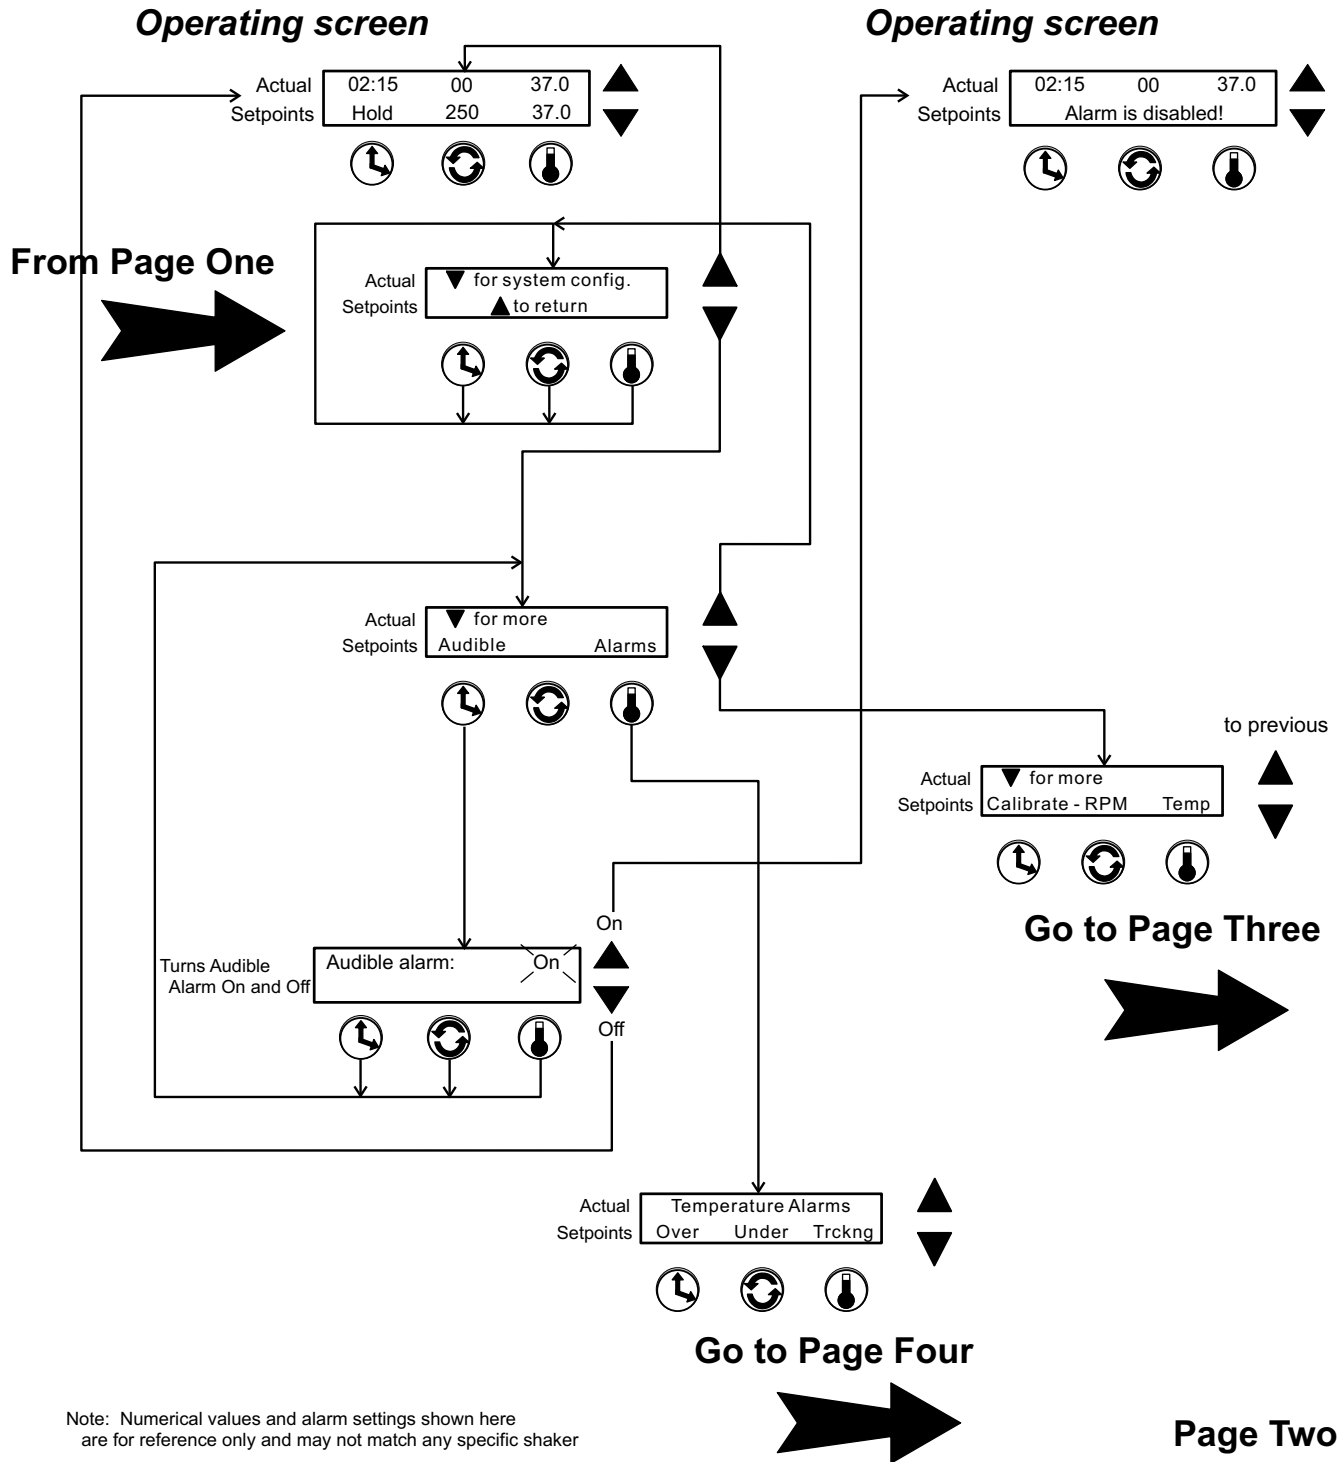 Operating screen
Actual 02:15 00 37.0
Setpoints Hold 250 37.0
Operating screen
Actual 02:15 00 37.0
Setpoints Alarm is disabled!
From Page One
Actual ▼ for system config.
Setpoints ▲ to return
Actual ▼ for more
Setpoints Audible Alarms
to previous
Actual ▼ for more
Setpoints Calibrate - RPM Temp
Go to Page Three
On
Turns Audible
Alarm On and Off
Audible alarm: On
Off
Actual Temperature Alarms
Setpoints Over Under Trckng
Go to Page Four
Note: Numerical values and alarm settings shown here
are for reference only and may not match any specific shaker
Page Two